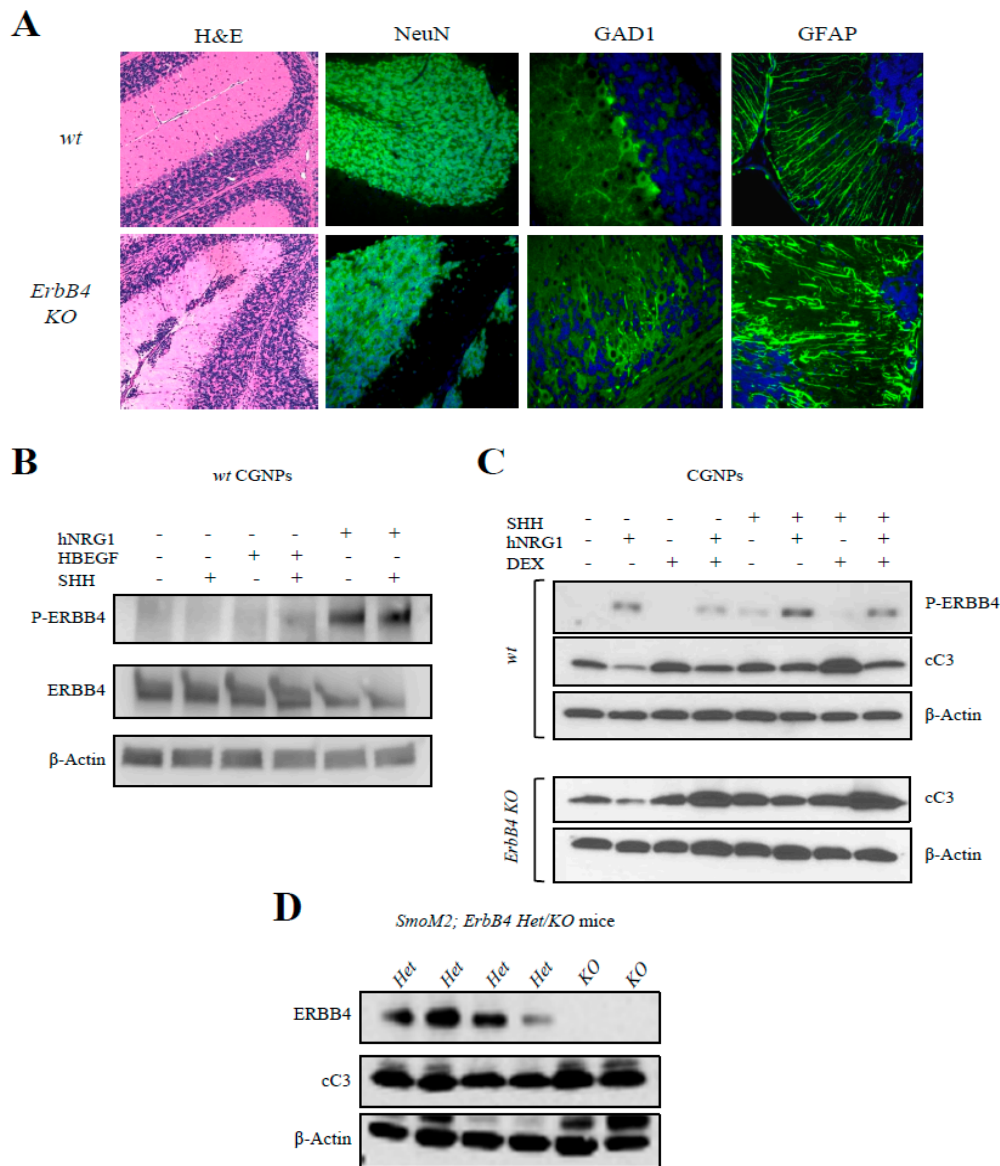 A
H&E NeuN GAD1 GFAP
wt
ErbB4
KO
B
wt CGNPs
hNRG1 - - - - + +
HBEGF - - + + - -
SHH - + - + - +
P-ERBB4
ERBB4
β-Actin
C
CGNPs
SHH - - - - + + + +
hNRG1 - + - + - + - +
DEX - - + + - - + +
wt
P-ERBB4
cC3
β-Actin
ErbB4 KO
cC3
β-Actin
D
SmoM2; ErbB4 Het/KO mice
Het Het Het Het KO KO
ERBB4
cC3
β-Actin